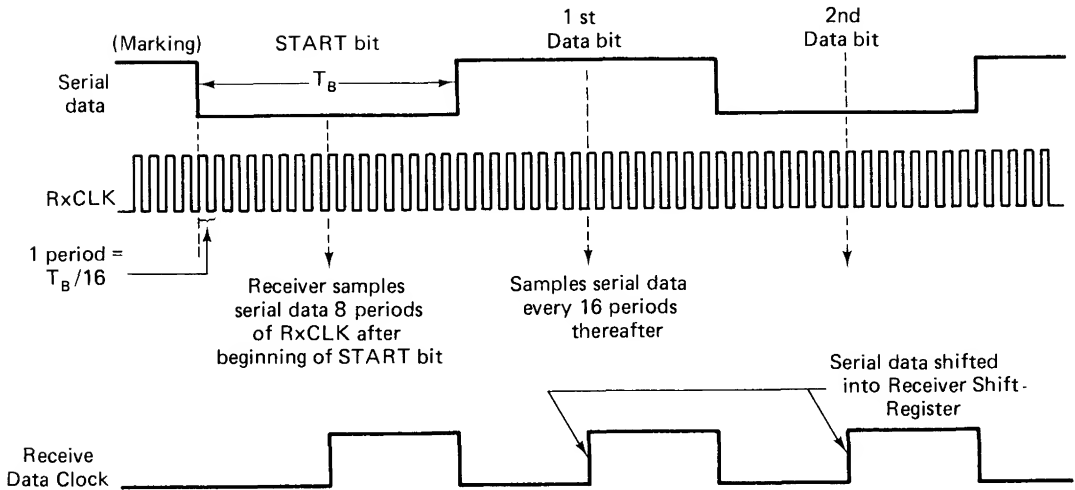 1 st
Data bit
2nd
Data bit
(Marking)
START bit
T_B
Serial
data
RxCLK
1 period =
T_B/16
Receiver samples
serial data 8 periods
of RxCLK after
beginning of START bit
Samples serial data
every 16 periods
thereafter
Serial data shifted
into Receiver Shift-
Register
Receive
Data Clock